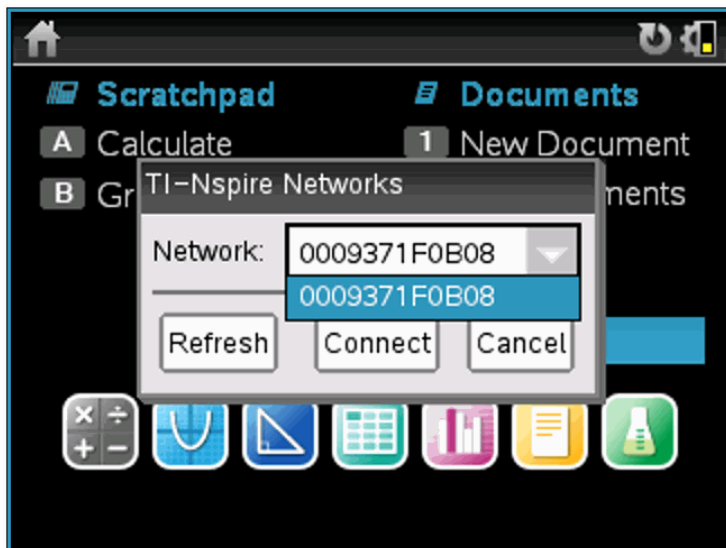 Scratchpad
Documents
A Calculate
1 New Document
B Gr
ments
TI-Nspire Networks
Network: 0009371F0B08
0009371F0B08
Refresh Connect Cancel